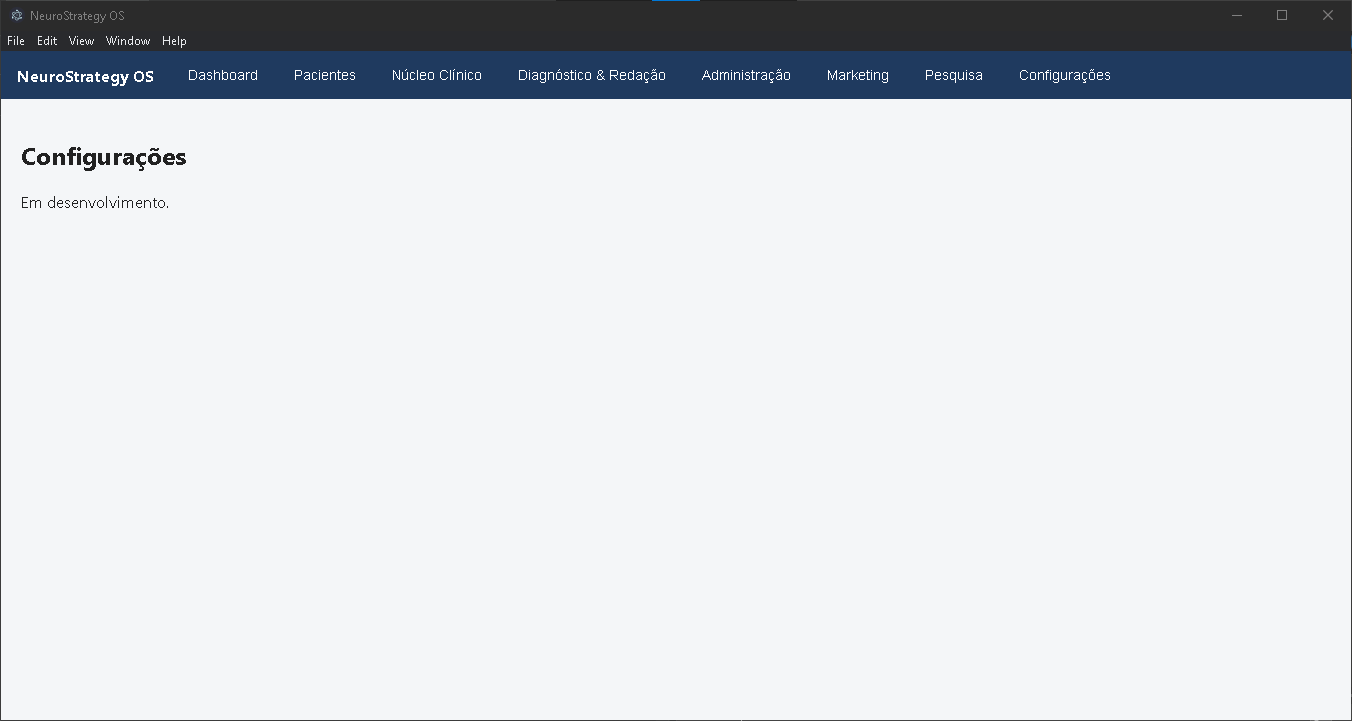 NeuroStrategy OS
File Edit View Window Help
NeuroStrategy OS Dashboard Pacientes Núcleo Clínico Diagnóstico & Redação Administração Marketing Pesquisa Configurações
Configurações
Em desenvolvimento.